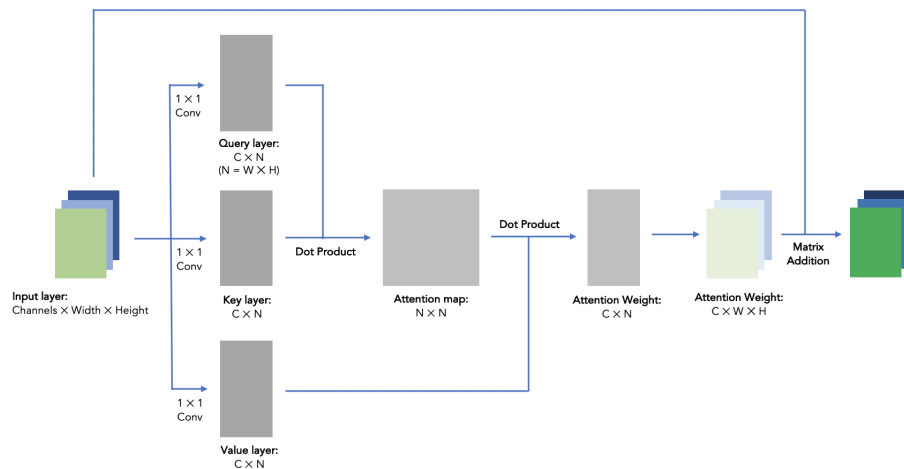 1 × 1
Conv
Query layer:
C × N
(N = W × H)
1 × 1
Conv
Dot Product
Dot Product
Matrix
Addition
Input layer:
Channels × Width × Height
Key layer:
C × N
Attention map:
N × N
Attention Weight:
C × N
Attention Weight:
C × W × H
1 × 1
Conv
Value layer:
C × N